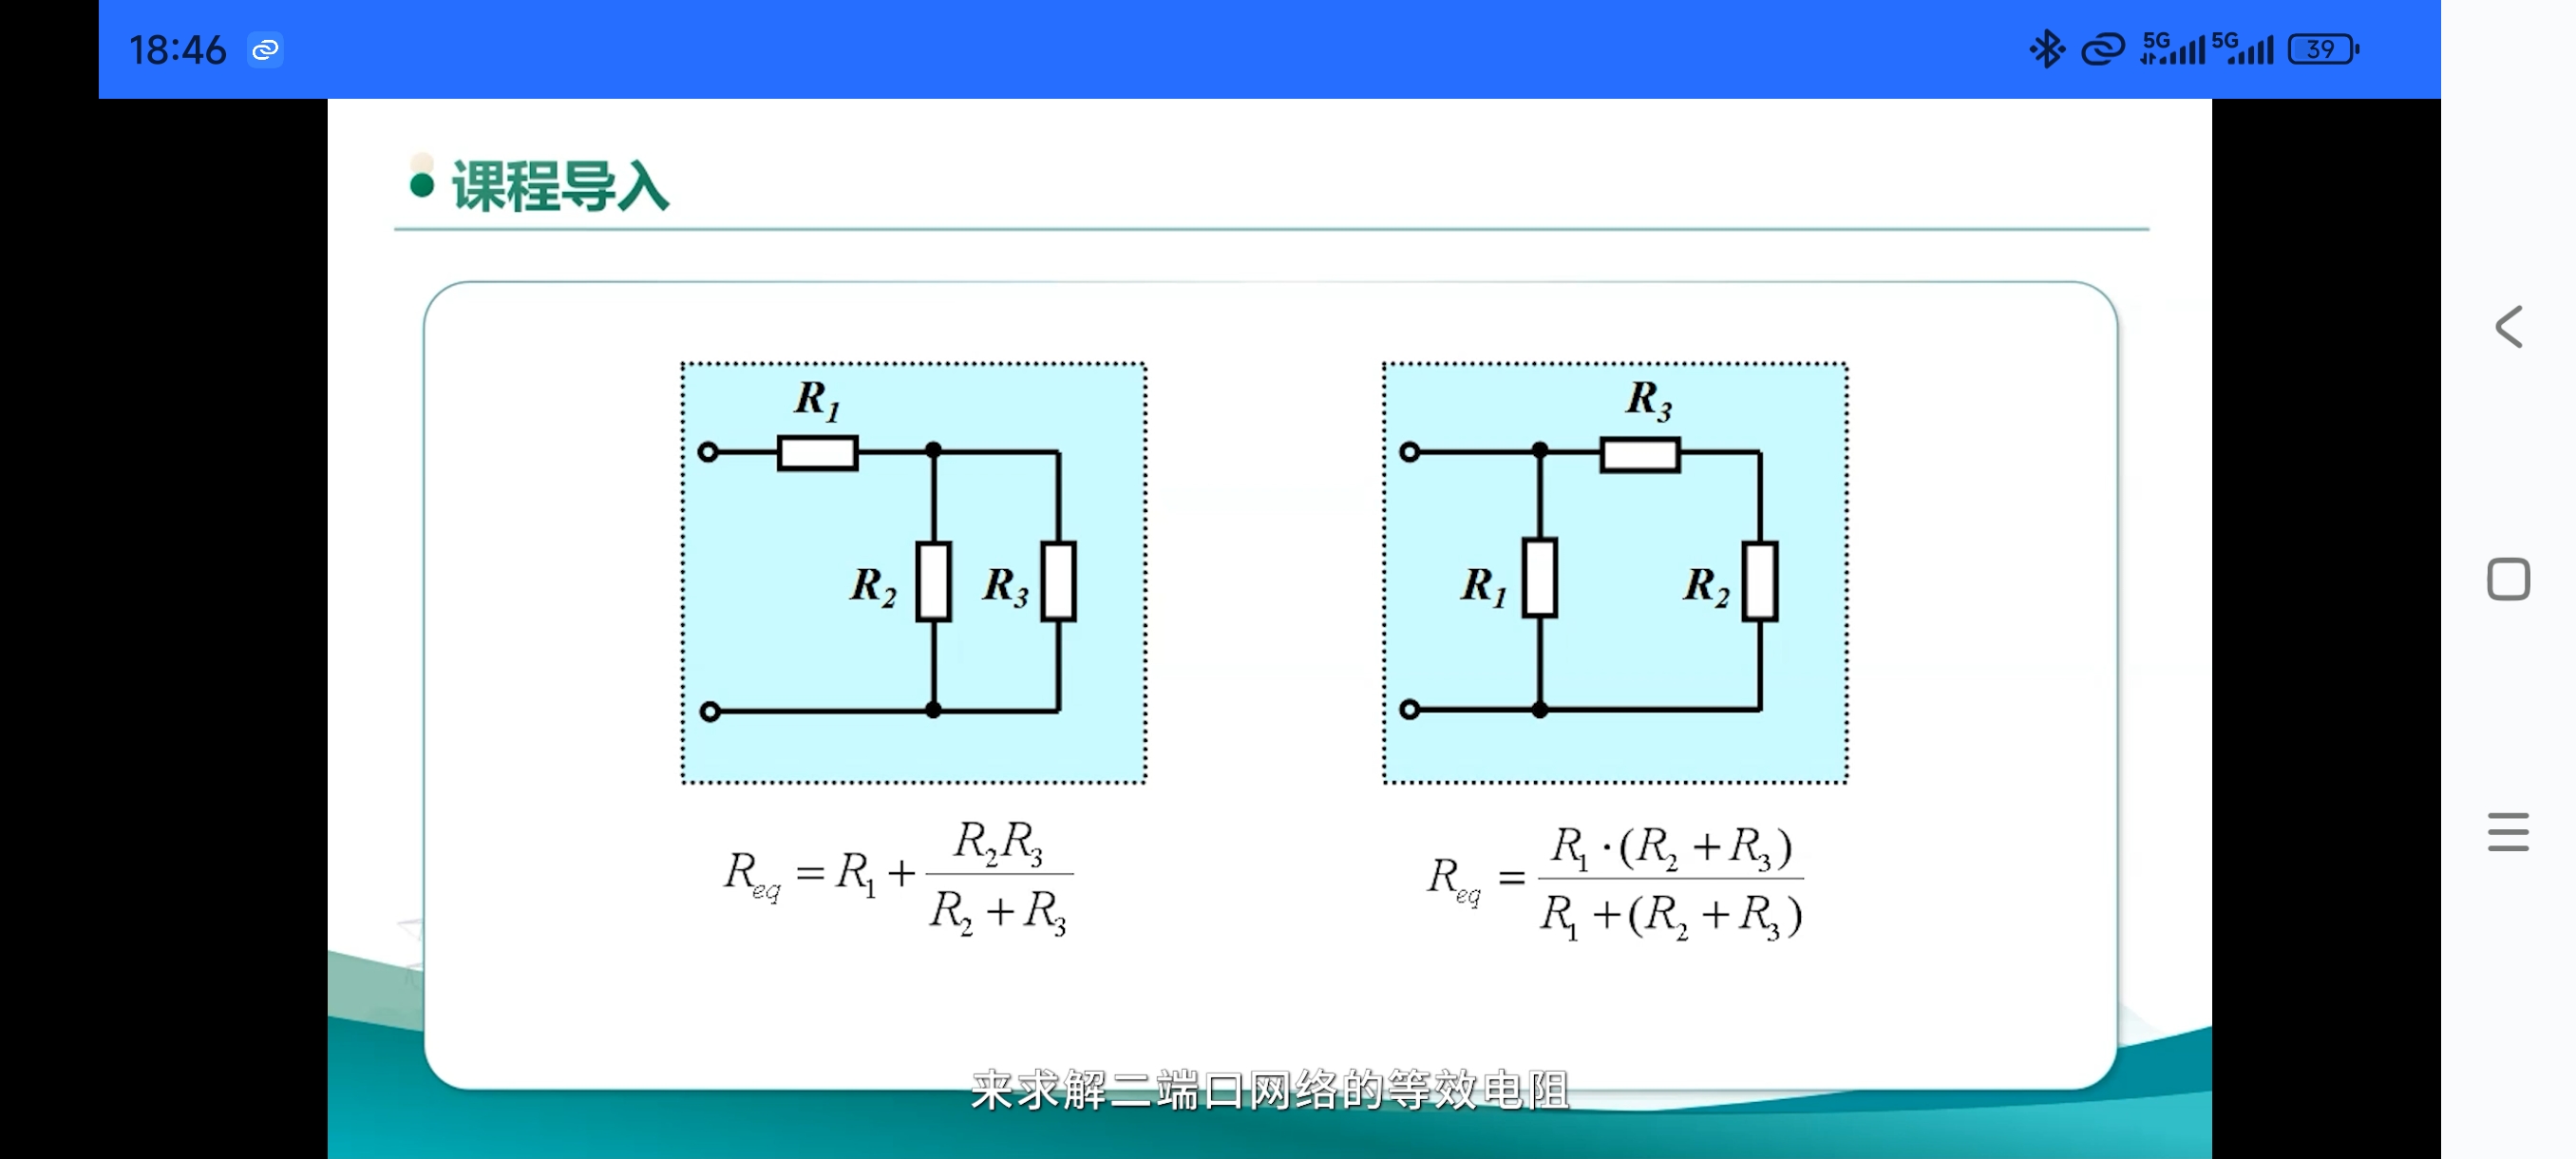 18:46
5G 5G 39
课程导入
R1
R2 R3
R3
R1 R2
Req = R1 + R2R3 / (R2 + R3)
Req = R1·(R2 + R3) / (R1 + (R2 + R3))
来求解二端口网络的等效电阻